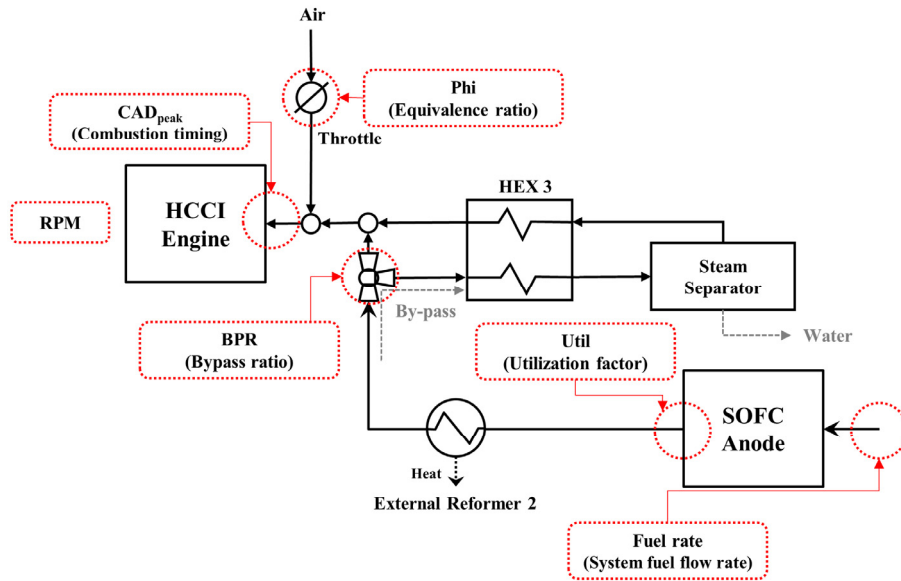 Air
Phi
(Equivalence ratio)
CADpeak
(Combustion timing)
Throttle
HEX 3
RPM
HCCI
Engine
Steam
Separator
By-pass
Water
BPR
(Bypass ratio)
Util
(Utilization factor)
SOFC
Anode
Heat
External Reformer 2
Fuel rate
(System fuel flow rate)